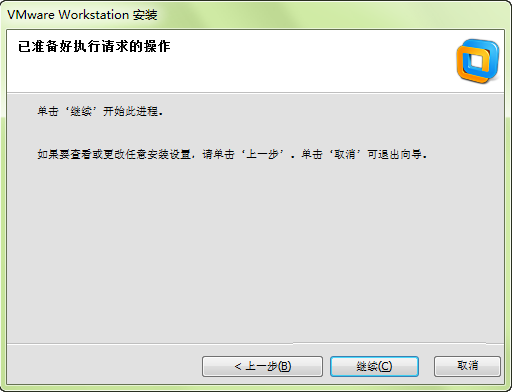 VMware Workstation 安装
已准备好执行请求的操作
单击‘继续’开始此进程。
如果要查看或更改任意安装设置，请单击‘上一步’．单击‘取消’可退出向导．
< 上一步(B) 继续(C) 取消